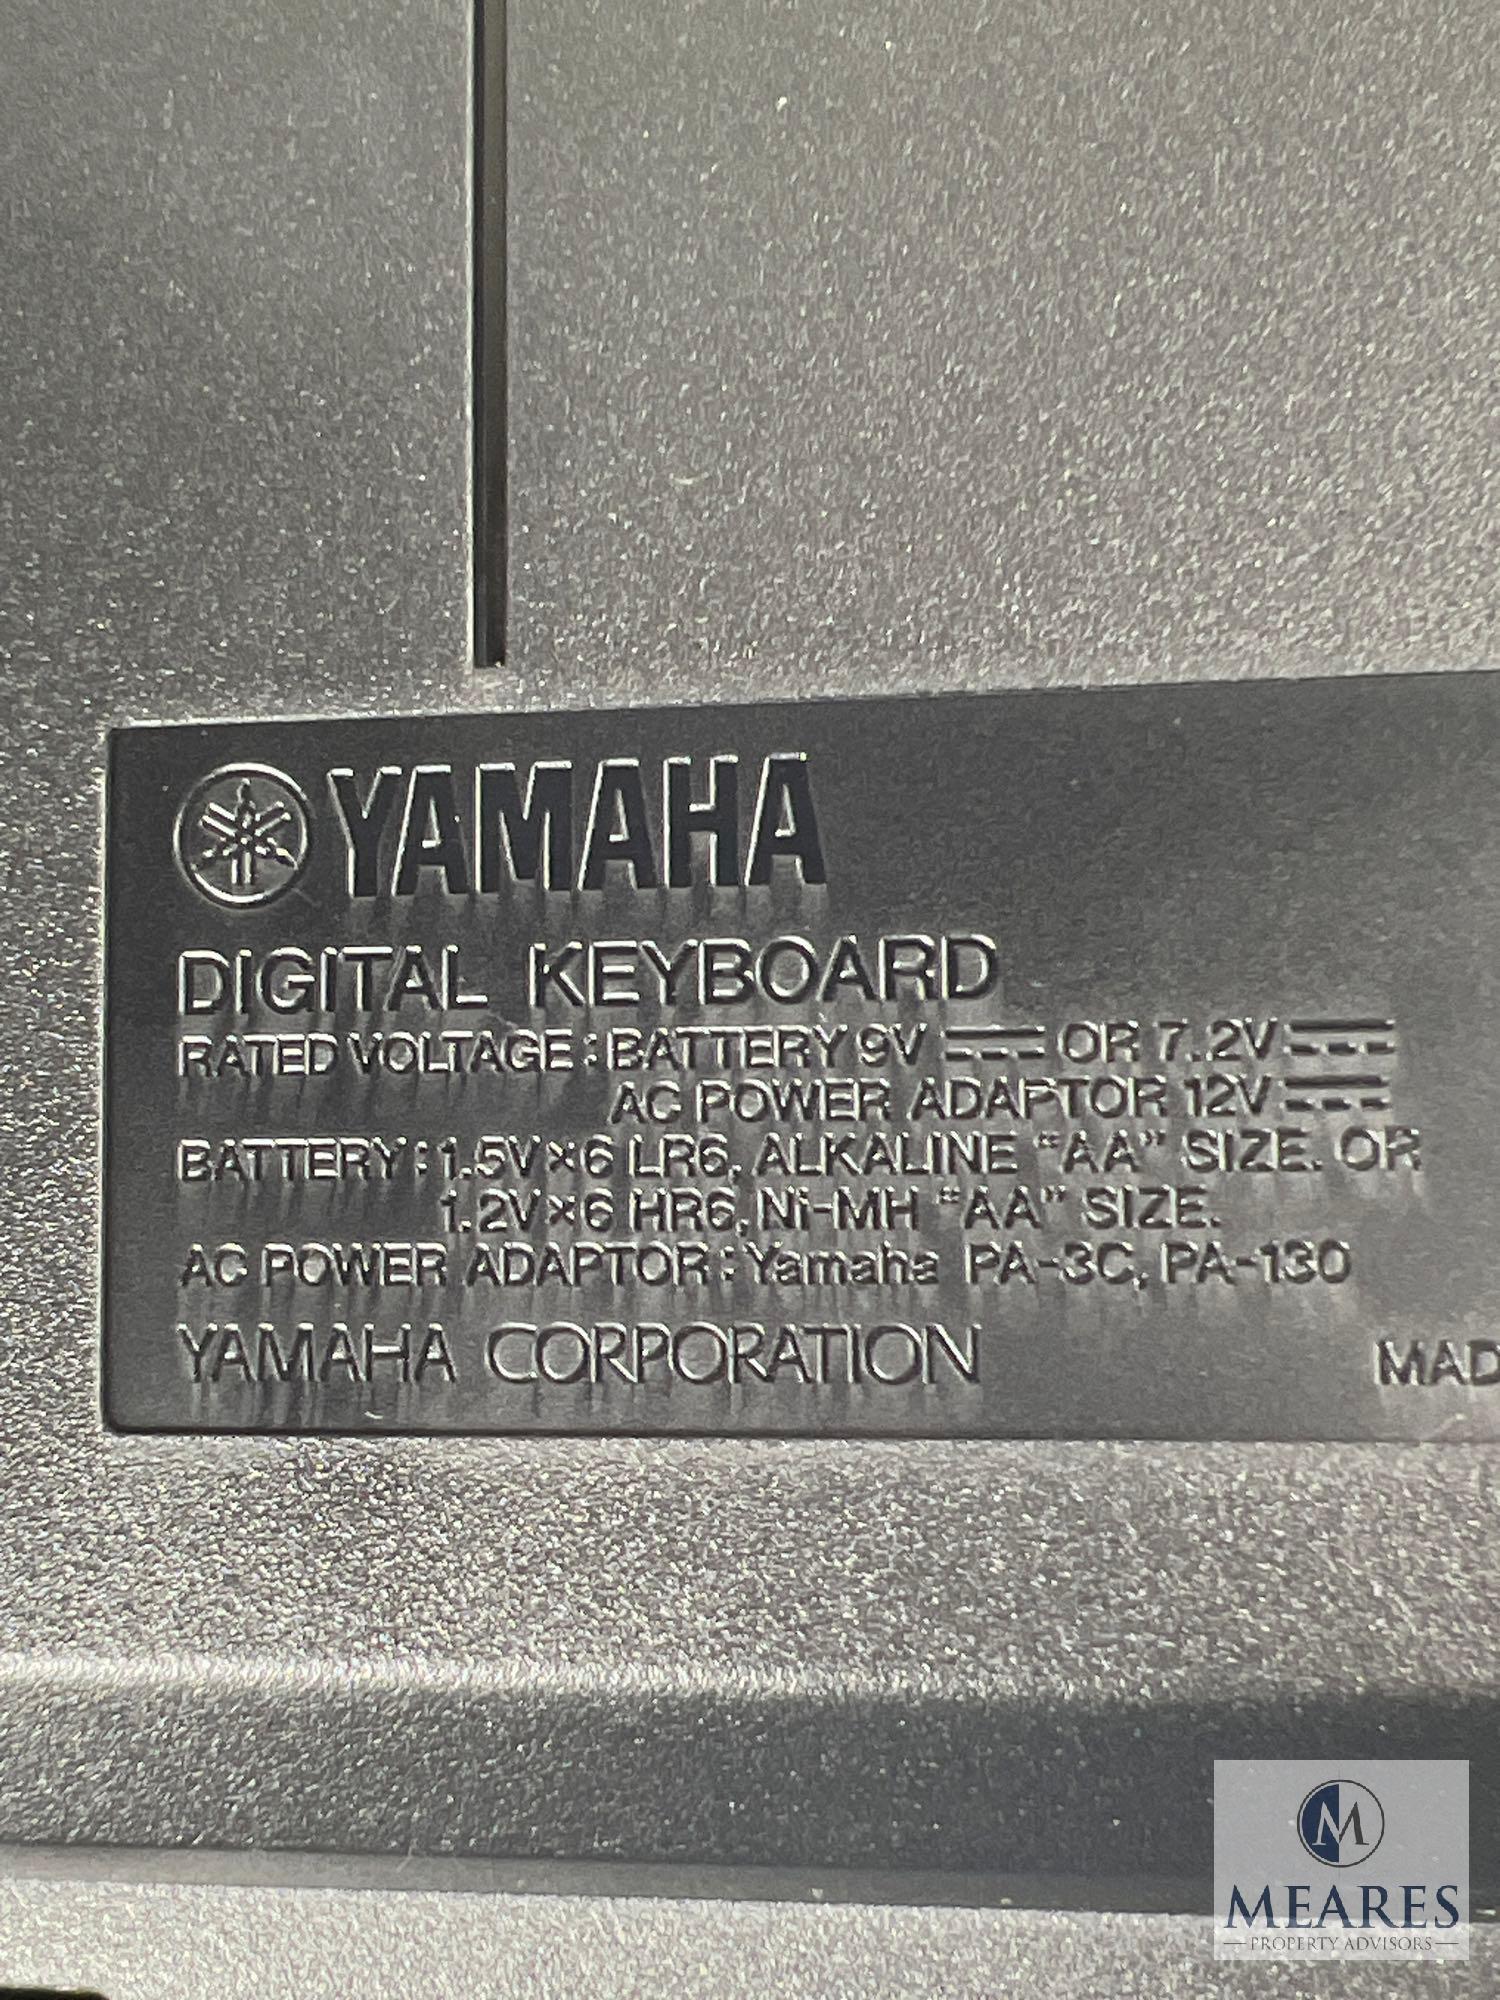 YAMAHA
DIGITAL KEYBOARD
RATED VOLTAGE : BATTERY 9V ⎓ OR 7.2V ⎓
AC POWER ADAPTOR 12V ⎓
BATTERY : 1.5V×6 LR6, ALKALINE "AA" SIZE. OR
1.2V×6 HR6, Ni-MH "AA" SIZE.
AC POWER ADAPTOR : Yamaha PA-3C, PA-130
YAMAHA CORPORATION MAD
M
MEARES
PROPERTY ADVISORS